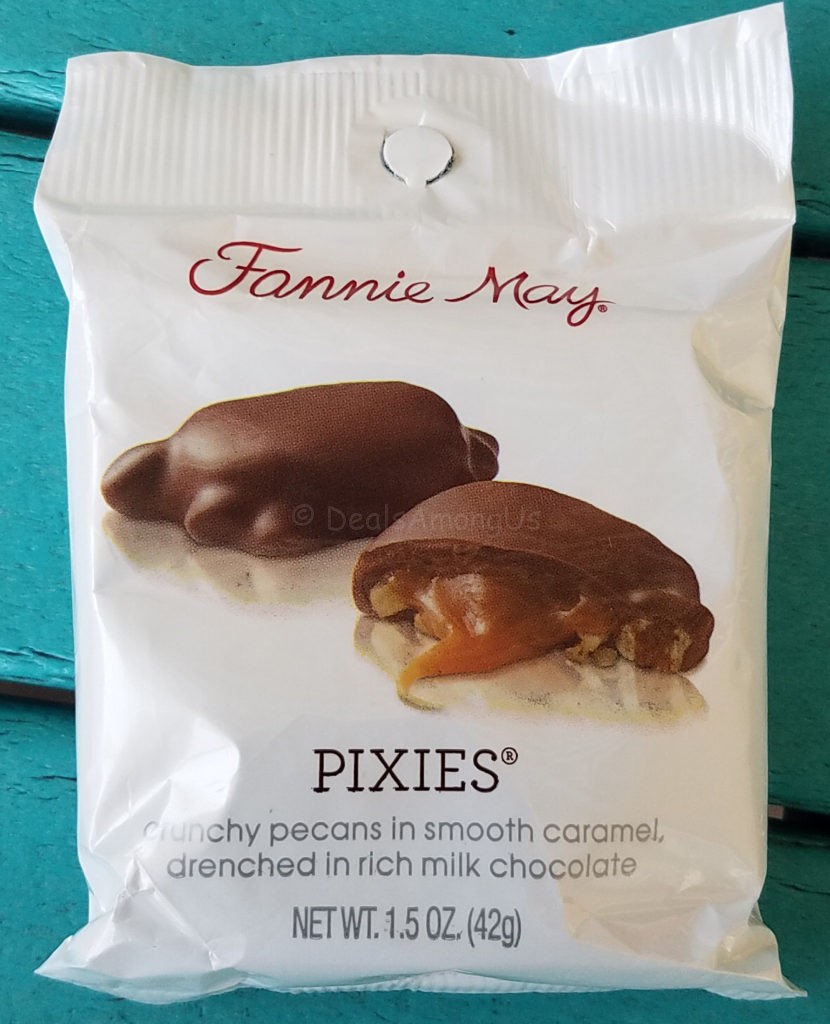 Fannie May®
© DealsAmongUs
PIXIES®
crunchy pecans in smooth caramel,
drenched in rich milk chocolate
NET WT. 1.5 OZ. (42g)